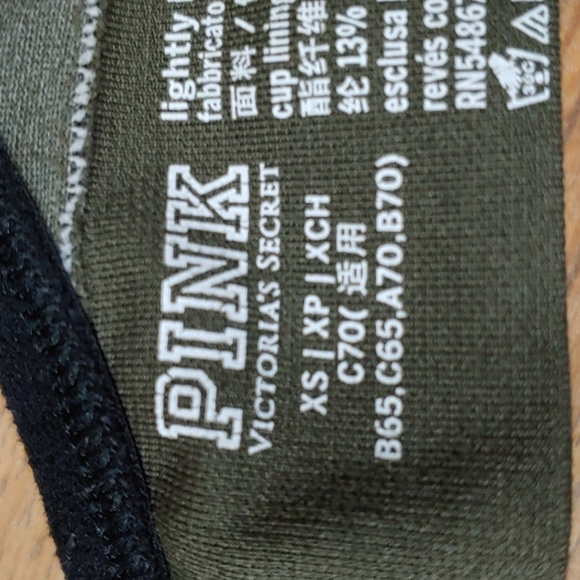 PINK
VICTORIA'S SECRET
XS | XP | XCH
C70(适用
B65,C65,A70,B70)
lightly
fabbricato
面料 /
cup lining
酯纤维
纶 13%
esclusa
revés co
RN5486
30C